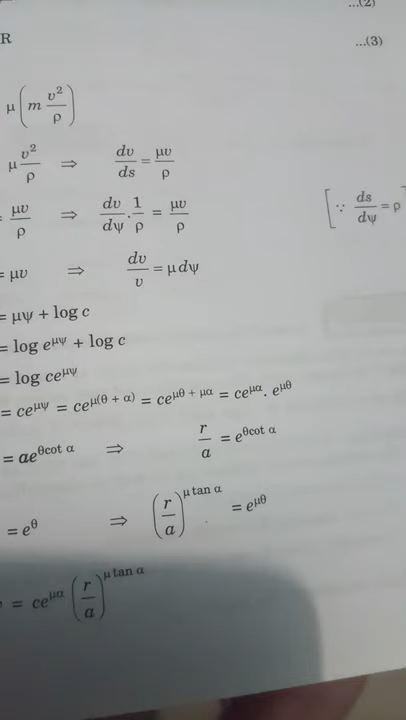 ...(2)
R ...(3)
μ(m v²/ρ)
μ v²/ρ ⇒ dv/ds = μv/ρ
= μv/ρ ⇒ dv/dψ . 1/ρ = μv/ρ [∵ ds/dψ = ρ]
= μv ⇒ dv/v = μ dψ
= μψ + log c
= log e^μψ + log c
= log ce^μψ
= ce^μψ = ce^μ(θ + α) = ce^μθ + μα = ce^μα. e^μθ
= ae^θcot α ⇒ r/a = e^θcot α
= e^θ ⇒ (r/a)^μ tan α = e^μθ
= ce^μα (r/a)^μ tan α